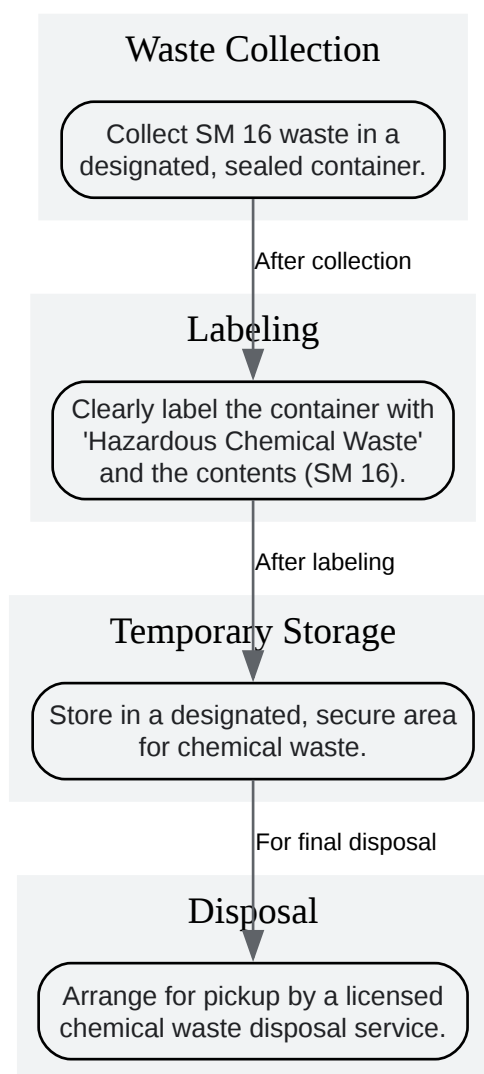 Waste Collection
Collect SM 16 waste in a
designated, sealed container.
After collection
Labeling
Clearly label the container with
'Hazardous Chemical Waste'
and the contents (SM 16).
After labeling
Temporary Storage
Store in a designated, secure area
for chemical waste.
For final disposal
Disposal
Arrange for pickup by a licensed
chemical waste disposal service.